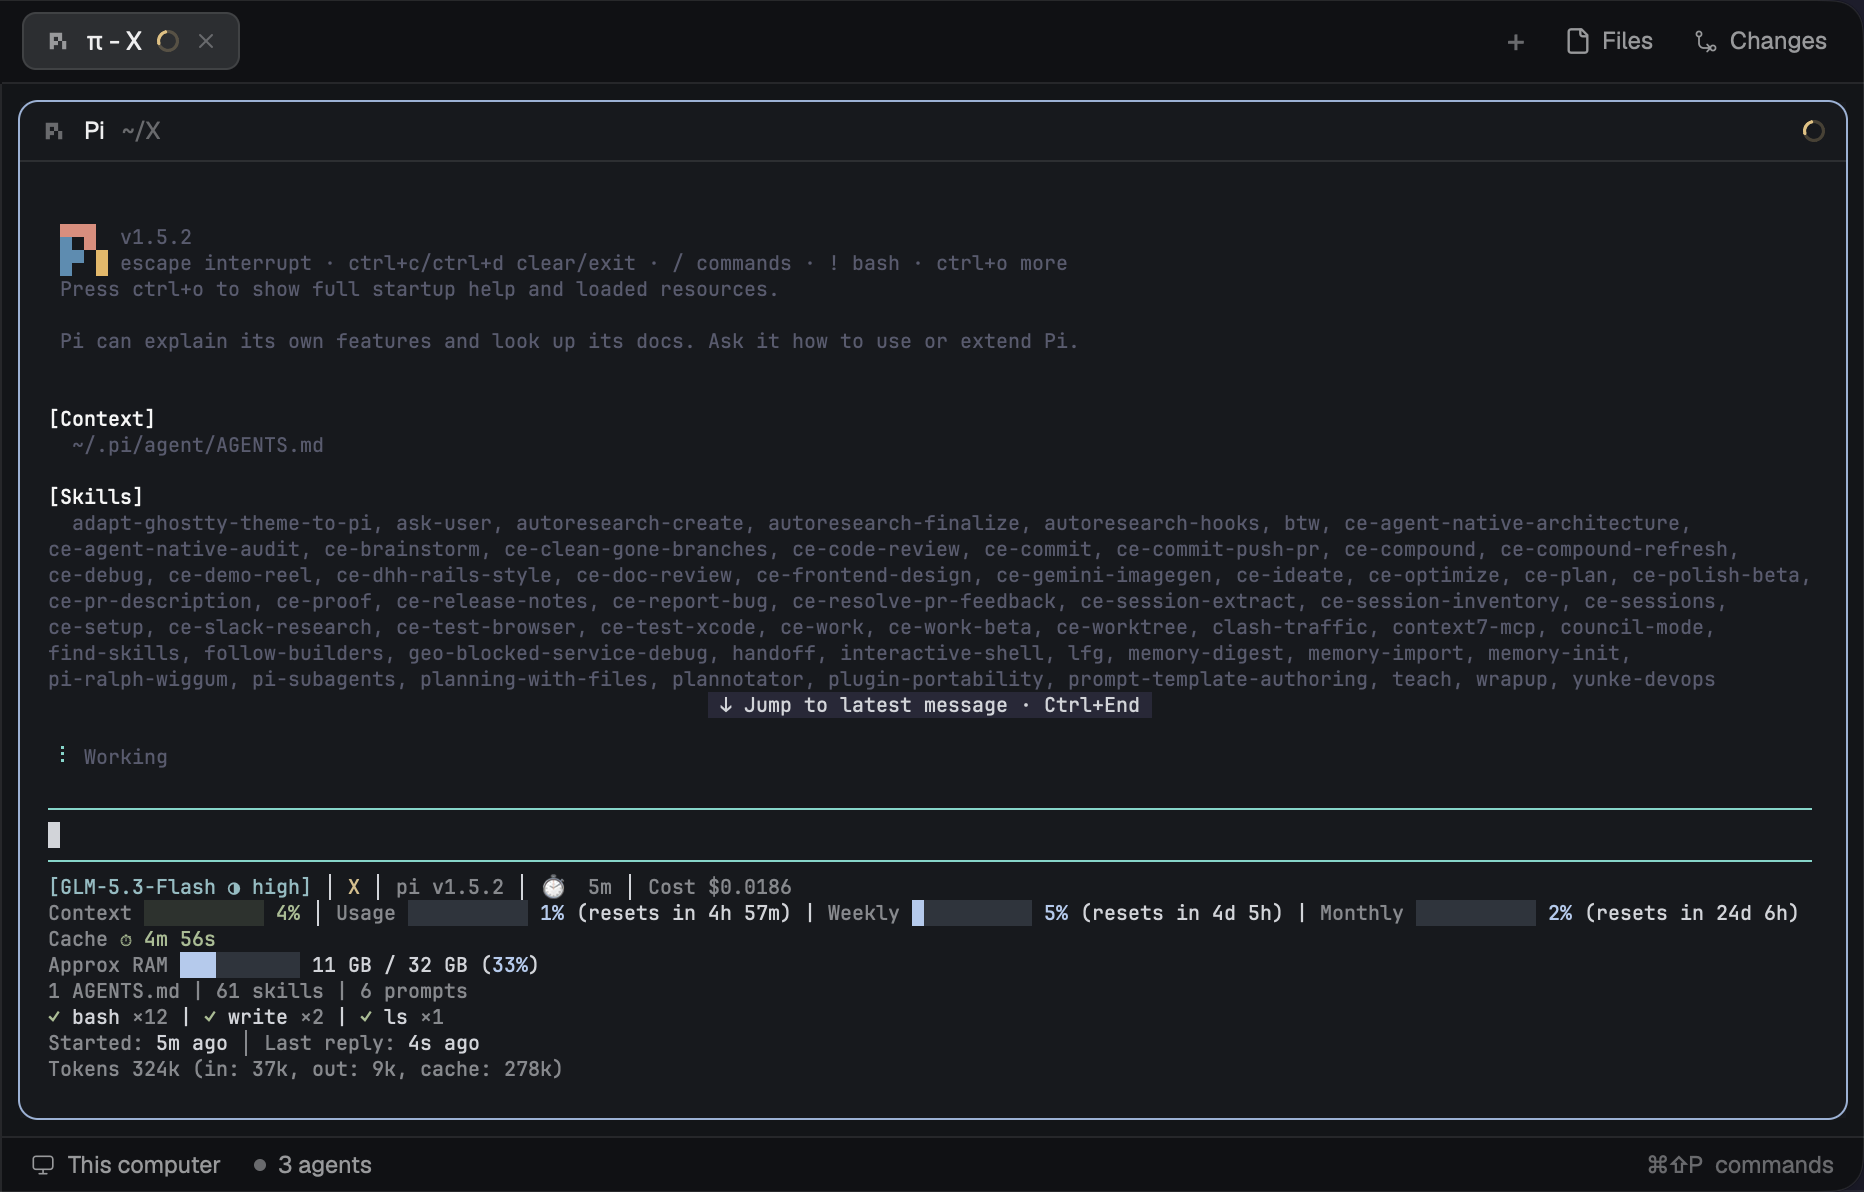 π - X
Files
Changes
Pi ~/X
v1.5.2
escape interrupt · ctrl+c/ctrl+d clear/exit · / commands · ! bash · ctrl+o more
Press ctrl+o to show full startup help and loaded resources.
Pi can explain its own features and look up its docs. Ask it how to use or extend Pi.
[Context]
~/.pi/agent/AGENTS.md
[Skills]
adapt-ghostty-theme-to-pi, ask-user, autoresearch-create, autoresearch-finalize, autoresearch-hooks, btw, ce-agent-native-architecture,
ce-agent-native-audit, ce-brainstorm, ce-clean-gone-branches, ce-code-review, ce-commit, ce-commit-push-pr, ce-compound, ce-compound-refresh,
ce-debug, ce-demo-reel, ce-dhh-rails-style, ce-doc-review, ce-frontend-design, ce-gemini-imagegen, ce-ideate, ce-optimize, ce-plan, ce-polish-beta,
ce-pr-description, ce-proof, ce-release-notes, ce-report-bug, ce-resolve-pr-feedback, ce-session-extract, ce-session-inventory, ce-sessions,
ce-setup, ce-slack-research, ce-test-browser, ce-test-xcode, ce-work, ce-work-beta, ce-worktree, clash-traffic, context7-mcp, council-mode,
find-skills, follow-builders, geo-blocked-service-debug, handoff, interactive-shell, lfg, memory-digest, memory-import, memory-init,
pi-ralph-wiggum, pi-subagents, planning-with-files, plannotator, plugin-portability, prompt-template-authoring, teach, wrapup, yunke-devops
↓ Jump to latest message · Ctrl+End
Working
[GLM-5.3-Flash ◑ high] │ X │ pi v1.5.2 │ ⏱ 5m │ Cost $0.0186
Context 4% │ Usage 1% (resets in 4h 57m) | Weekly 5% (resets in 4d 5h) | Monthly 2% (resets in 24d 6h)
Cache ⏱ 4m 56s
Approx RAM 11 GB / 32 GB (33%)
1 AGENTS.md | 61 skills | 6 prompts
✓ bash ×12 | ✓ write ×2 | ✓ ls ×1
Started: 5m ago │ Last reply: 4s ago
Tokens 324k (in: 37k, out: 9k, cache: 278k)
This computer
3 agents
⌘⇧P commands